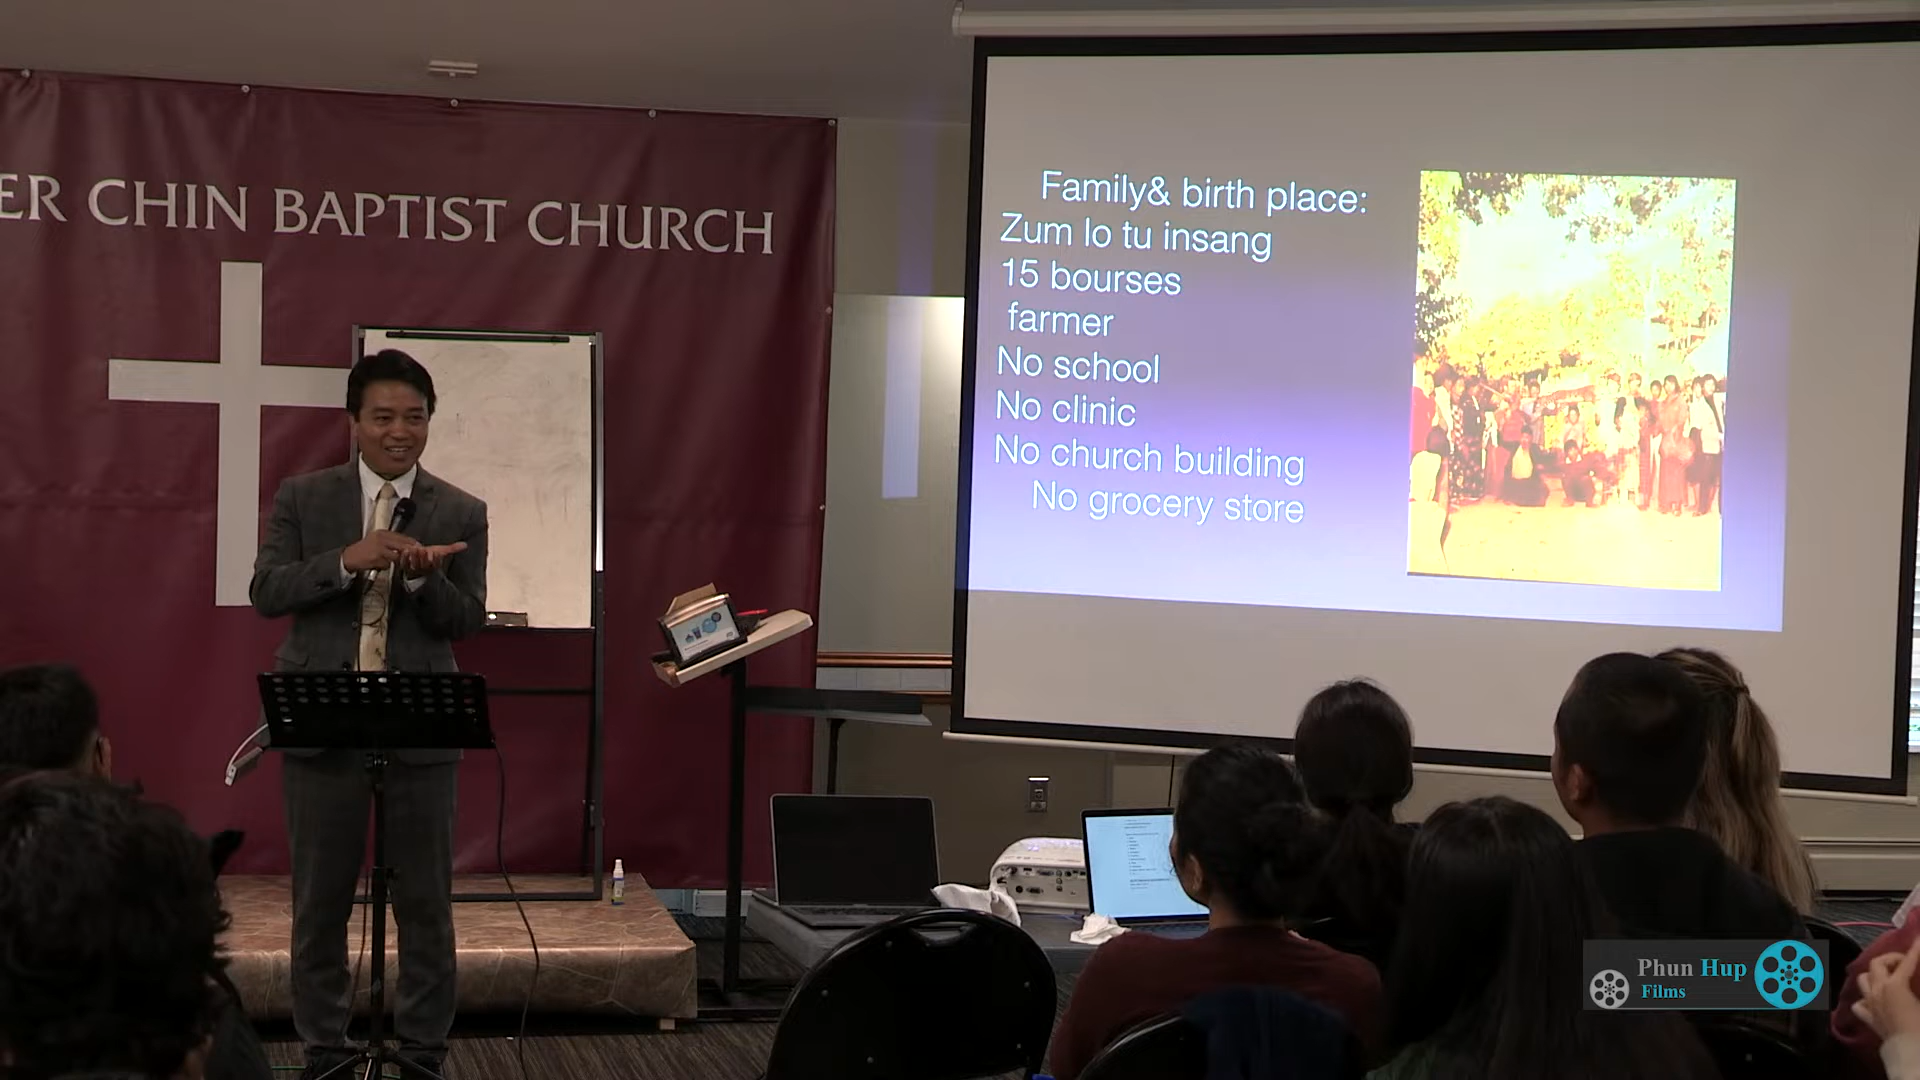 ER CHIN BAPTIST CHURCH
Family& birth place:
Zum lo tu insang
15 bourses
farmer
No school
No clinic
No church building
No grocery store
Phun Hup
Films